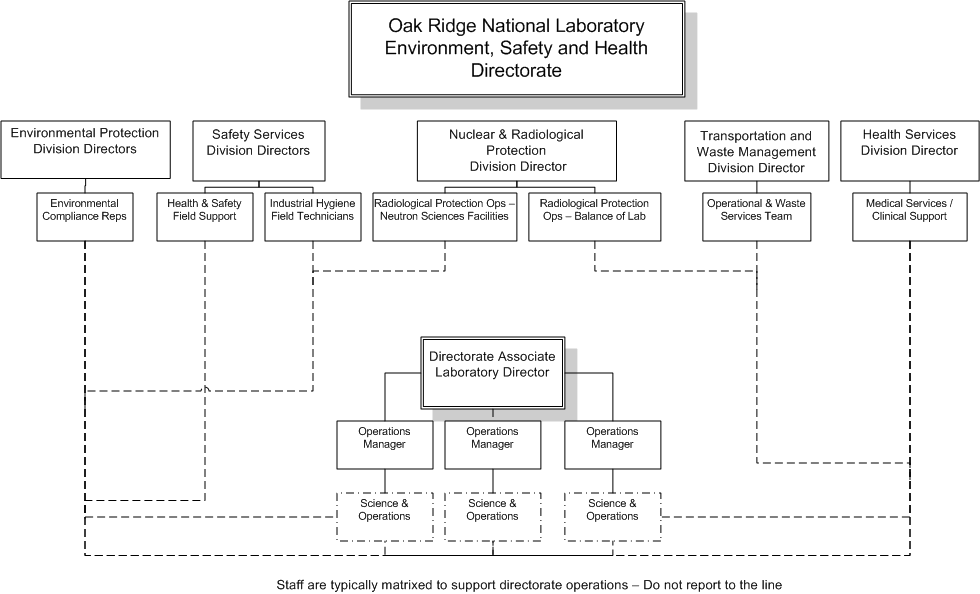 Oak Ridge National Laboratory
Environment, Safety and Health
Directorate
Environmental Protection
Division Directors
Safety Services
Division Directors
Nuclear & Radiological
Protection
Division Director
Transportation and
Waste Management
Division Director
Health Services
Division Director
Environmental
Compliance Reps
Health & Safety
Field Support
Industrial Hygiene
Field Technicians
Radiological Protection Ops –
Neutron Sciences Facilities
Radiological Protection
Ops – Balance of Lab
Operational & Waste
Services Team
Medical Services /
Clinical Support
Directorate Associate
Laboratory Director
Operations
Manager
Operations
Manager
Operations
Manager
Science &
Operations
Science &
Operations
Science &
Operations
Staff are typically matrixed to support directorate operations – Do not report to the line